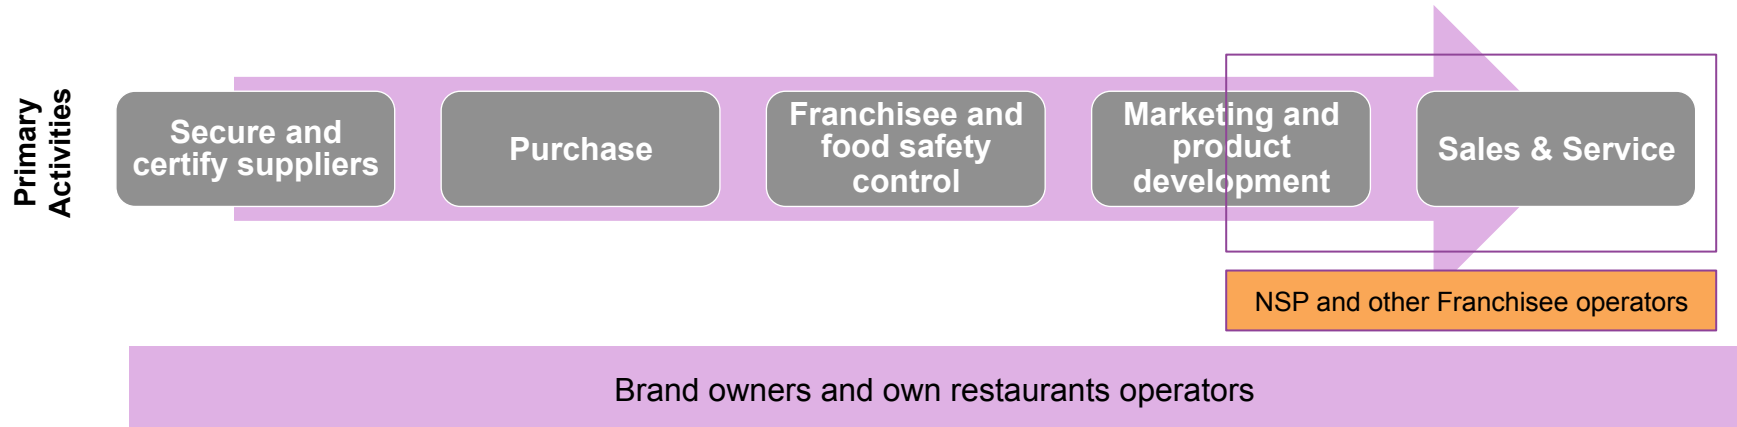 Primary
Activities
Secure and
certify suppliers
Purchase
Franchisee and
food safety
control
Marketing and
product
development
Sales & Service
NSP and other Franchisee operators
Brand owners and own restaurants operators